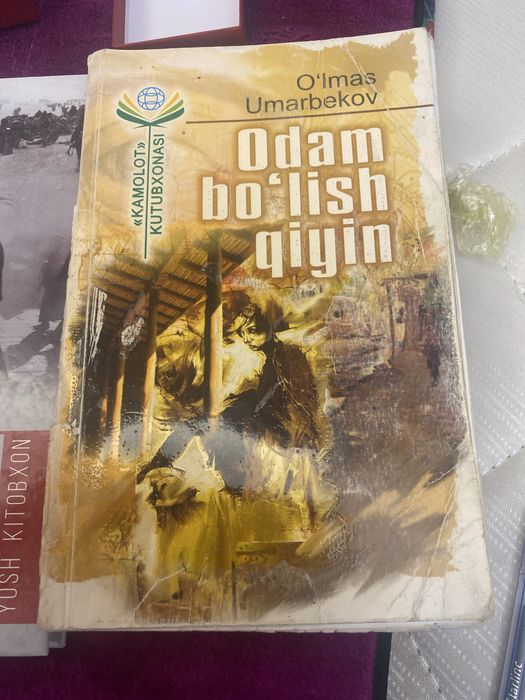 O‘lmas
Umarbekov
Odam
bo‘lish
qiyin
«KAMOLOT»
KUTUBXONASI
YOSH KITOBXON